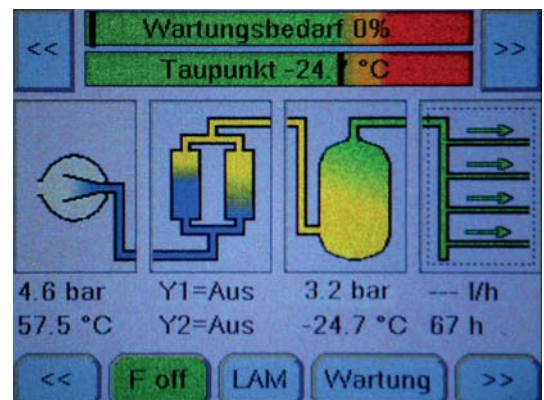 << Wartungsbedarf 0% >>
Taupunkt -24.7 °C
4.6 bar Y1=Aus 3.2 bar --- l/h
57.5 °C Y2=Aus -24.7 °C 67 h
<< F off LAM Wartung >>